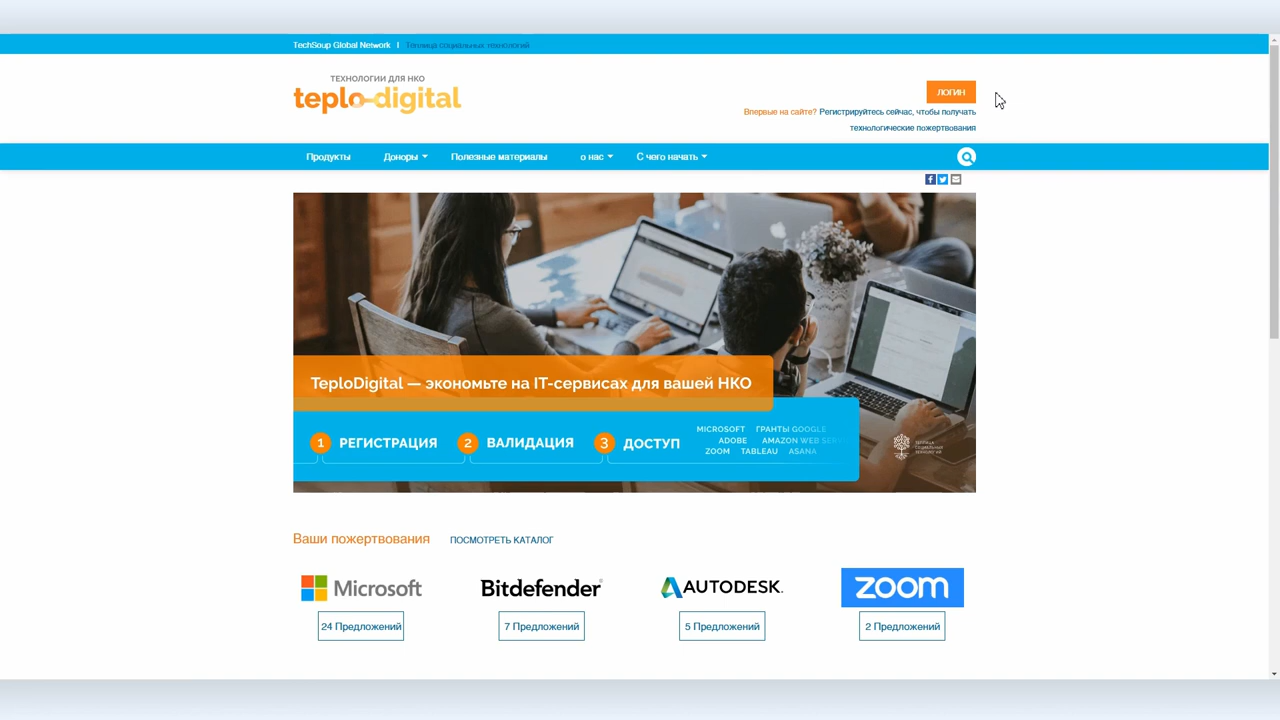 TechSoup Global Network | Теплица социальных технологий
ТЕХНОЛОГИИ ДЛЯ НКО
teplo-digital
ЛОГИН
Впервые на сайте? Регистрируйтесь сейчас, чтобы получать
технологические пожертвования
Продукты Доноры Полезные материалы о нас С чего начать
TeploDigital — экономьте на IT-сервисах для вашей НКО
1 РЕГИСТРАЦИЯ 2 ВАЛИДАЦИЯ 3 ДОСТУП
MICROSOFT ГРАНТЫ GOOGLE
ADOBE AMAZON WEB
ZOOM TABLEAU ASANA
ТЕПЛИЦА
СОЦИАЛЬНЫХ
ТЕХНОЛОГИЙ
Ваши пожертвования ПОСМОТРЕТЬ КАТАЛОГ
Microsoft Bitdefender AUTODESK. zoom
24 Предложений 7 Предложений 5 Предложений 2 Предложений